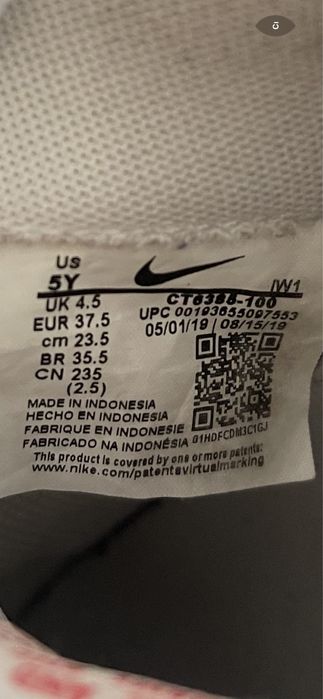 US
5Y
/W1
UK 4.5
UPC 00193655097553
EUR 37.5
05/01/19 | 08/15/19
cm 23.5
BR 35.5
CN 235
(2.5)
MADE IN INDONESIA
HECHO EN INDONESIA
FABRIQUE EN INDONESIE
FABRICADO NA INDONÉSIA
This product is covered by one or more patents:
www.nike.com/patentsvirtualmarking